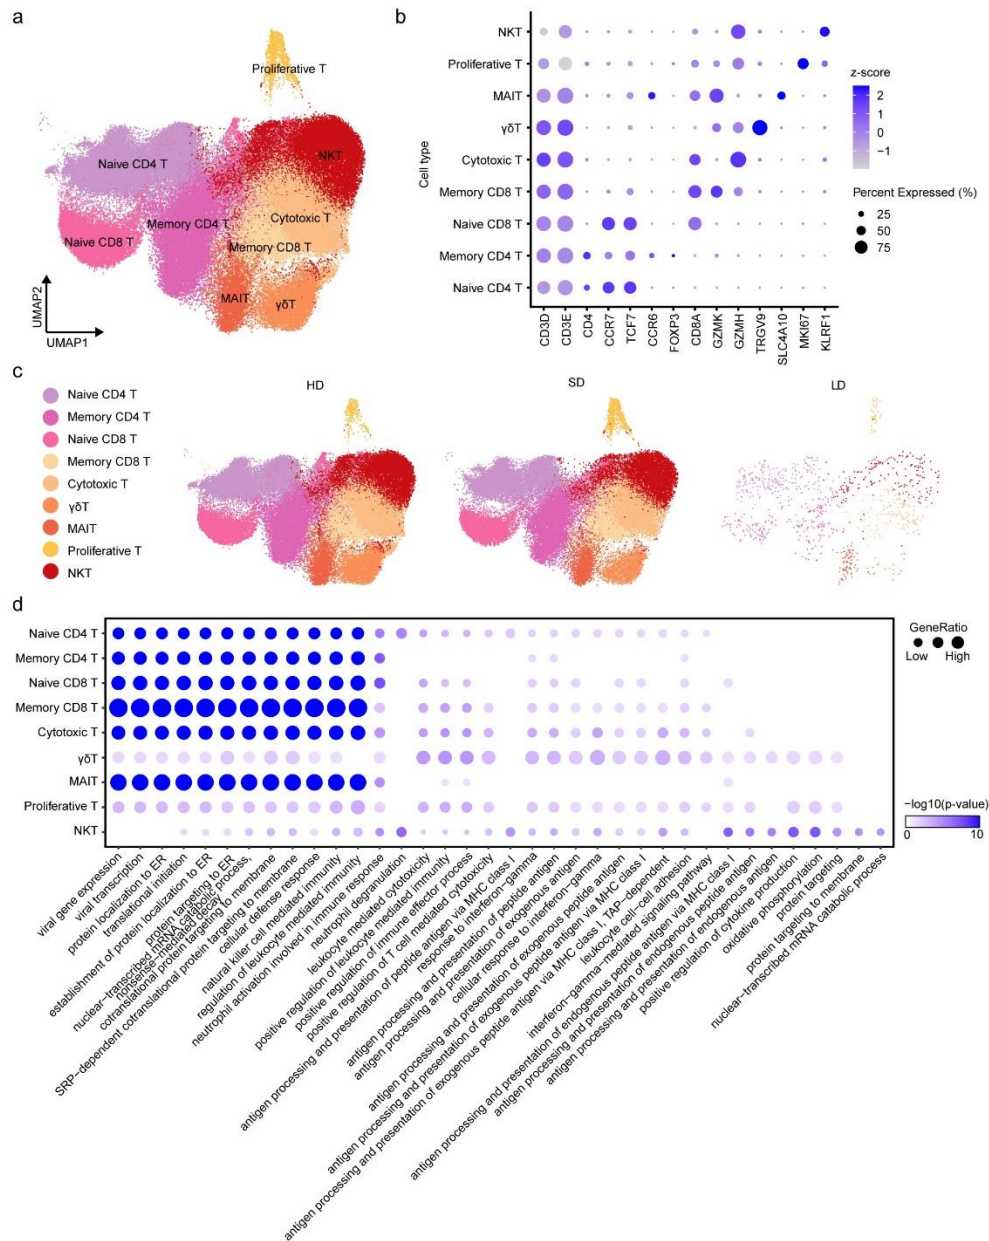 a
Proliferative T
Naive CD4 T
NKT
Memory CD4 T
Cytotoxic T
Naive CD8 T
Memory CD8 T
MAIT
γδT
UMAP2
UMAP1
b
Cell type
NKT
Proliferative T
MAIT
γδT
Cytotoxic T
Memory CD8 T
Naive CD8 T
Memory CD4 T
Naive CD4 T
CD3D
CD3E
CD4
CCR7
TCF7
CCR6
FOXP3
CD8A
GZMK
GZMH
TRGV9
SLC4A10
MKI67
KLRF1
z-score
2
1
0
−1
Percent Expressed (%)
25
50
75
c
Naive CD4 T
Memory CD4 T
Naive CD8 T
Memory CD8 T
Cytotoxic T
γδT
MAIT
Proliferative T
NKT
HD
SD
LD
d
Naive CD4 T
Memory CD4 T
Naive CD8 T
Memory CD8 T
Cytotoxic T
γδT
MAIT
Proliferative T
NKT
GeneRatio
Low
High
−log10(p-value)
0
10
viral gene expression
viral transcription
protein localization to ER
translational initiation
establishment of protein localization to ER
protein targeting to ER
nuclear−transcribed mRNA catabolic process,
nonsense−mediated decay
cotranslational protein targeting to membrane
SRP−dependent cotranslational protein targeting to membrane
cellular defense response
natural killer cell mediated immunity
regulation of leukocyte mediated immunity
neutrophil activation involved in immune response
neutrophil degranulation
leukocyte mediated cytotoxicity
positive regulation of leukocyte mediated immunity
positive regulation of immune effector process
positive regulation of T cell mediated cytotoxicity
antigen processing and presentation of peptide antigen via MHC class I
response to interferon−gamma
antigen processing and presentation of peptide antigen
antigen processing and presentation of exogenous antigen
cellular response to interferon−gamma
antigen processing and presentation of exogenous peptide antigen
antigen processing and presentation of exogenous peptide antigen via MHC class I
antigen processing and presentation of exogenous peptide antigen via MHC class I, TAP−dependent
leukocyte cell−cell adhesion
interferon−gamma−mediated signaling pathway
antigen processing and presentation of endogenous peptide antigen via MHC class I
antigen processing and presentation of endogenous peptide antigen
antigen processing and presentation of endogenous antigen
positive regulation of cytokine production
oxidative phosphorylation
protein targeting
protein targeting to membrane
nuclear−transcribed mRNA catabolic process